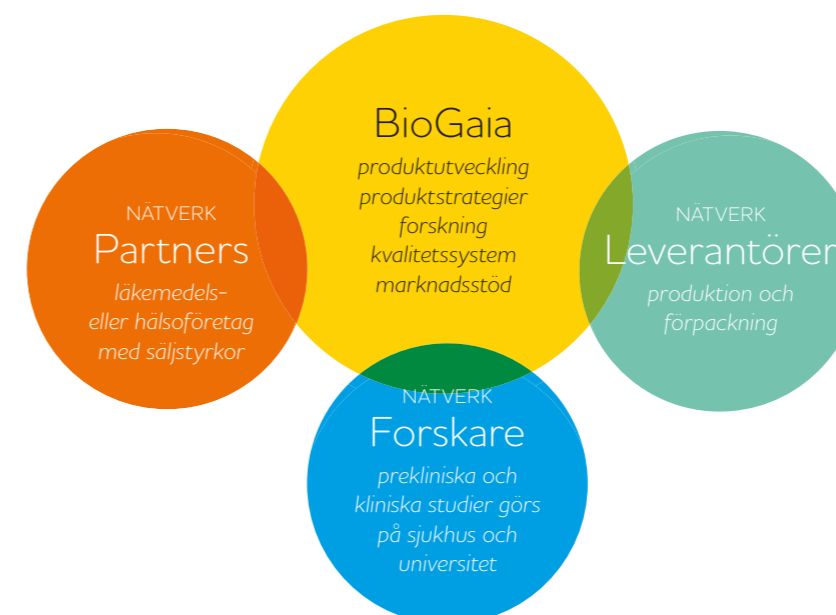 BioGaia
produktutveckling
produktstrategier
forskning
kvalitetssystem
marknadsstöd
NÄTVERK
Partners
läkemedels-
eller hälsoföretag
med säljstyrkor
NÄTVERK
Leverantörer
produktion och
förpackning
NÄTVERK
Forskare
prekliniska och
kliniska studier görs
på sjukhus och
universitet